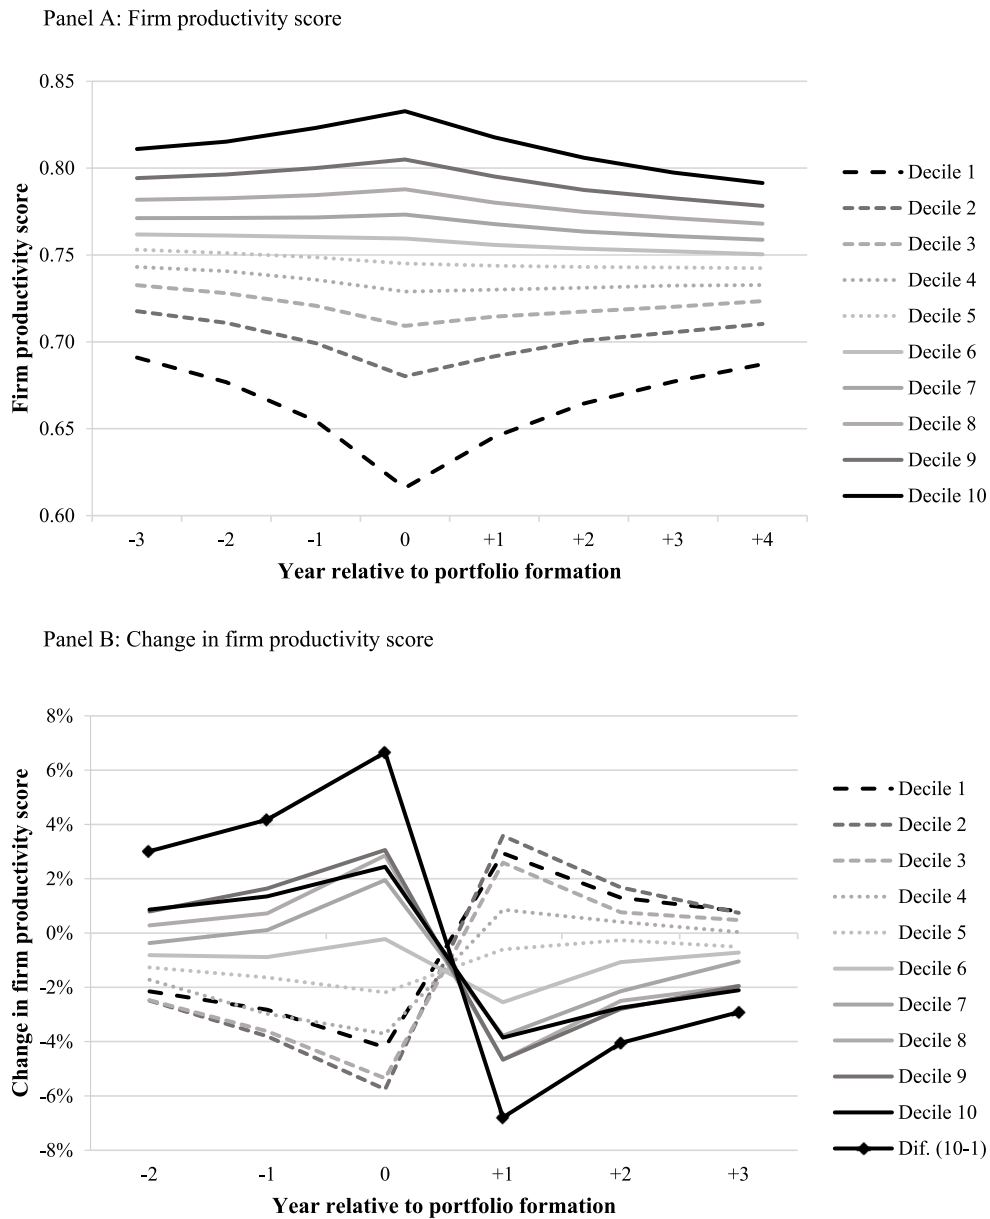 Panel A: Firm productivity score
Firm productivity score
0.85
0.80
0.75
0.70
0.65
0.60
-3 -2 -1 0 +1 +2 +3 +4
Year relative to portfolio formation
Decile 1
Decile 2
Decile 3
Decile 4
Decile 5
Decile 6
Decile 7
Decile 8
Decile 9
Decile 10
Panel B: Change in firm productivity score
Change in firm productivity score
8%
6%
4%
2%
0%
-2%
-4%
-6%
-8%
-2 -1 0 +1 +2 +3
Year relative to portfolio formation
Decile 1
Decile 2
Decile 3
Decile 4
Decile 5
Decile 6
Decile 7
Decile 8
Decile 9
Decile 10
Dif. (10-1)